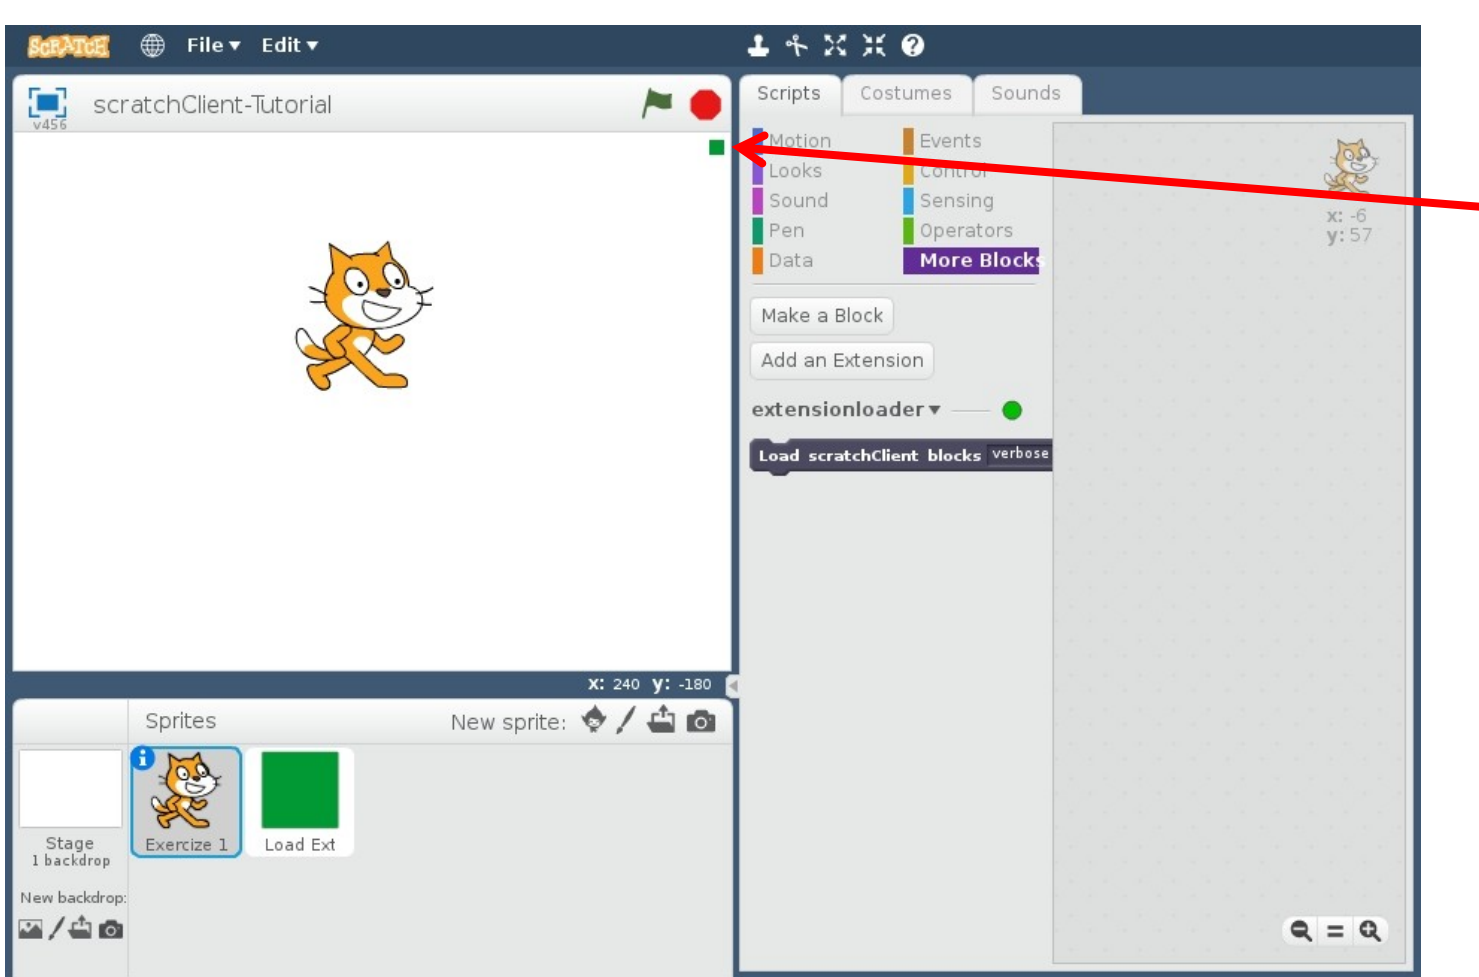 SCRATCH File Edit
scratchClient-Tutorial
v456
Scripts Costumes Sounds
Motion Events
Looks Control
Sound Sensing
Pen Operators
Data More Blocks
x: -6
y: 57
Make a Block
Add an Extension
extensionloader
Load scratchClient blocks verbose
X: 240 y: -180
Sprites New sprite:
Exercize 1 Load Ext
Stage
1 backdrop
New backdrop: